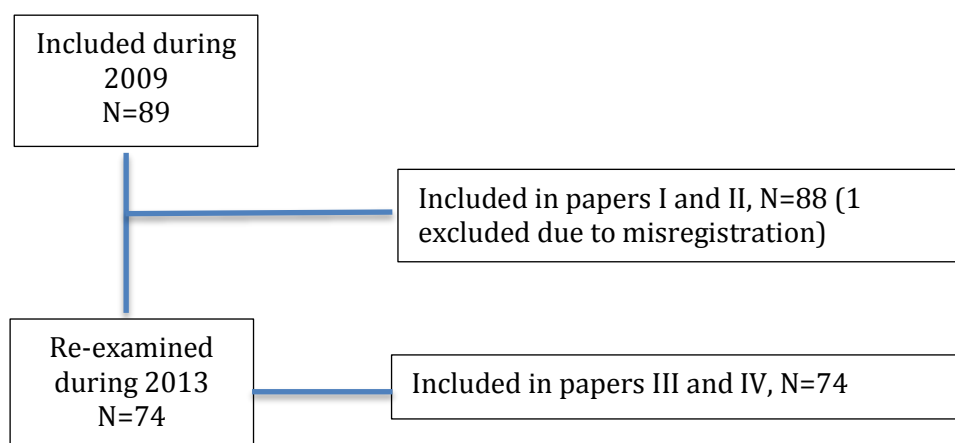 Included during
2009
N=89
Included in papers I and II, N=88 (1
excluded due to misregistration)
Re-examined
during 2013
N=74
Included in papers III and IV, N=74